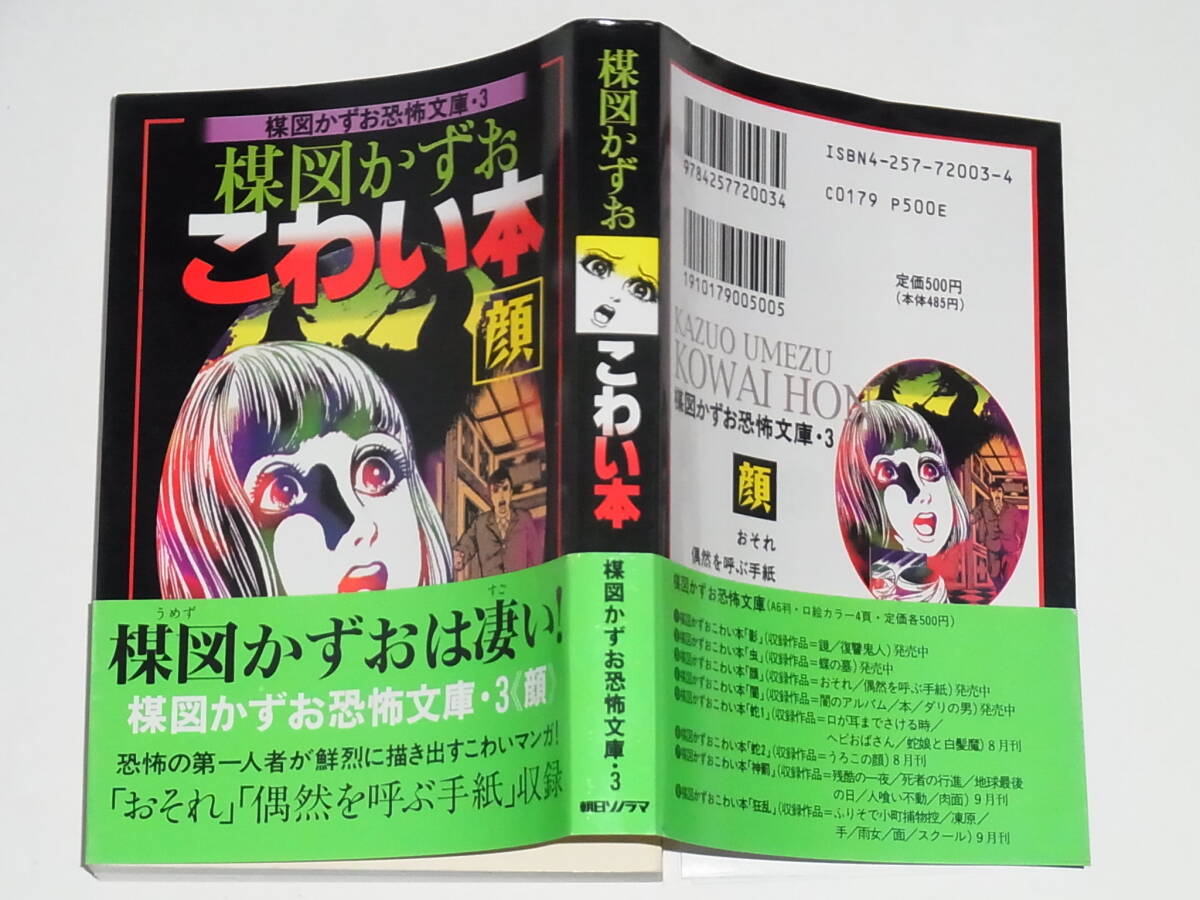 楳図かずお恐怖文庫・3
楳図かずお
こわい本
顔
うめず
すご
楳図かずおは凄い!
楳図かずお恐怖文庫・3《顔》
恐怖の第一人者が鮮烈に描き出すこわいマンガ!
「おそれ」「偶然を呼ぶ手紙」収録
楳図かずお
こわい本
楳図かずお恐怖文庫・3
朝日ソノラマ
9784257720034
ISBN4-257-72003-4
C0179 P500E
1910179005005
定価500円
(本体485円)
KAZUO UMEZU
KOWAI HON
楳図かずお恐怖文庫・3
顔
おそれ
偶然を呼ぶ手紙
楳図かずお恐怖文庫(A6判・口絵カラー4頁・定価各500円)
❶楳図かずおこわい本「影」(収録作品=鏡/復讐鬼人)発売中
❷楳図かずおこわい本「虫」(収録作品=蝶の墓)発売中
❸楳図かずおこわい本「顔」(収録作品=おそれ/偶然を呼ぶ手紙)発売中
❹楳図かずおこわい本「闇」(収録作品=闇のアルバム/本/ダリの男)発売中
❺楳図かずおこわい本「蛇1」(収録作品=口が耳までさける時/
ヘビおばさん/蛇娘と白髪魔)8月刊
❻楳図かずおこわい本「蛇2」(収録作品=うろこの顔)8月刊
❼楳図かずおこわい本「神罰」(収録作品=残酷の一夜/死者の行進/地球最後
の日/人喰い不動/肉面)9月刊
❽楳図かずおこわい本「狂乱」(収録作品=ふりそで小町捕物控/凍原/
手/雨女/面/スクール)9月刊